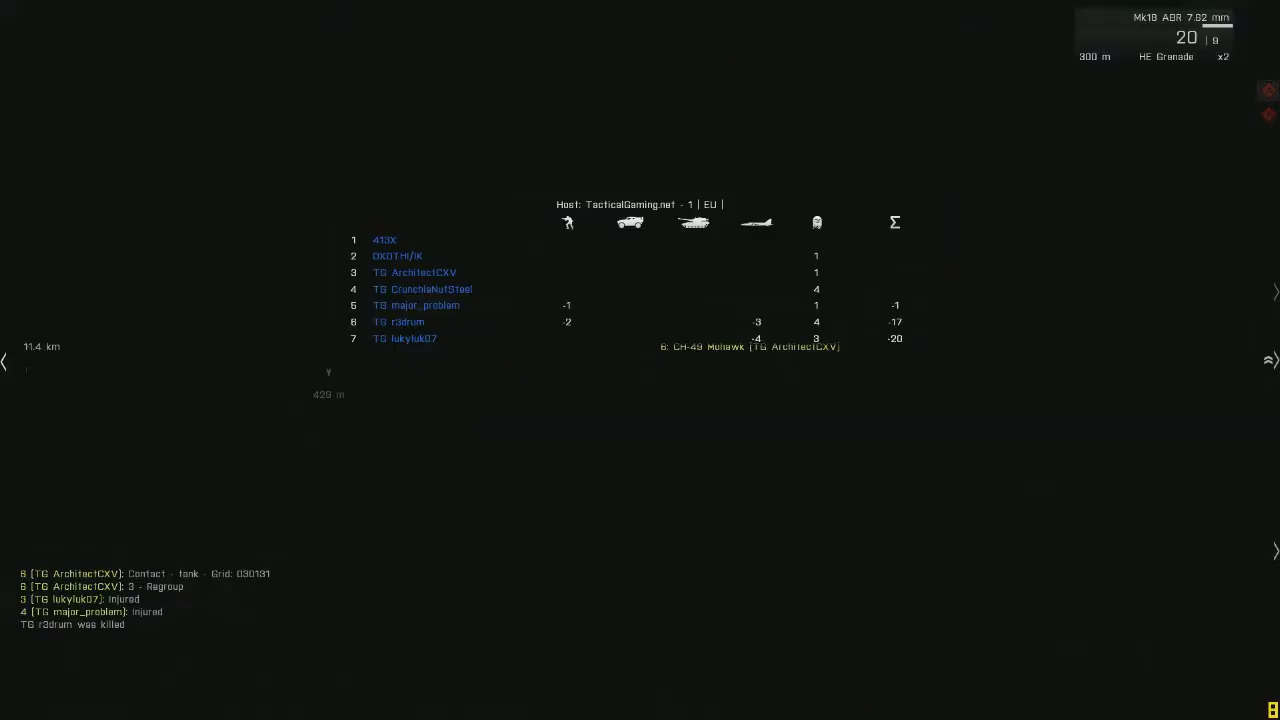 Mk18 ABR 7.62 mm
20 | 9
300 m HE Grenade x2
Host: TacticalGaming.net - 1 | EU |
Σ
1 413X
2 DXDTHI/IK 1
3 TG ArchitectCXV 1
4 TG CrunchieNutSteel 4
5 TG major_problem -1 1 -1
6 TG r3drum -2 -3 4 -17
7 TG lukyluk07 -4 3 -20
11.4 km
6: CH-49 Mohawk (TG ArchitectCXV)
429 m
6 (TG ArchitectCXV): Contact - tank - Grid: 030131
6 (TG ArchitectCXV): 3 - Regroup
3 (TG lukyluk07): Injured
4 (TG major_problem): Injured
TG r3drum was killed
8